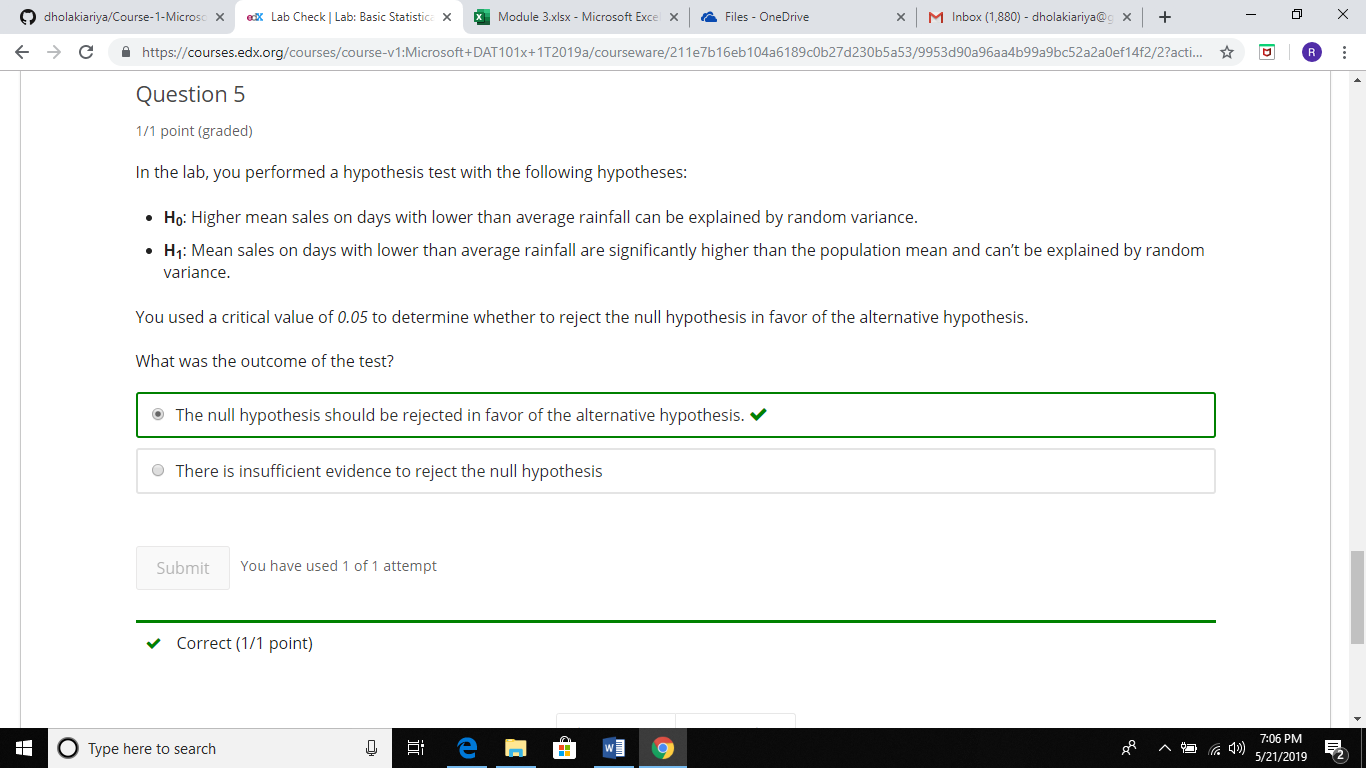 dholakiariya/Course-1-Microso
edX Lab Check | Lab: Basic Statistica
Module 3.xlsx - Microsoft Exce
Files - OneDrive
Inbox (1,880) - dholakiariya@g
https://courses.edx.org/courses/course-v1:Microsoft+DAT101x+1T2019a/courseware/211e7b16eb104a6189c0b27d230b5a53/9953d90a96aa4b99a9bc52a2a0ef14f2/2?acti...
R
Question 5
1/1 point (graded)
In the lab, you performed a hypothesis test with the following hypotheses:
• H0: Higher mean sales on days with lower than average rainfall can be explained by random variance.
• H1: Mean sales on days with lower than average rainfall are significantly higher than the population mean and can’t be explained by random
variance.
You used a critical value of 0.05 to determine whether to reject the null hypothesis in favor of the alternative hypothesis.
What was the outcome of the test?
The null hypothesis should be rejected in favor of the alternative hypothesis.
There is insufficient evidence to reject the null hypothesis
Submit
You have used 1 of 1 attempt
Correct (1/1 point)
Type here to search
7:06 PM
5/21/2019
2